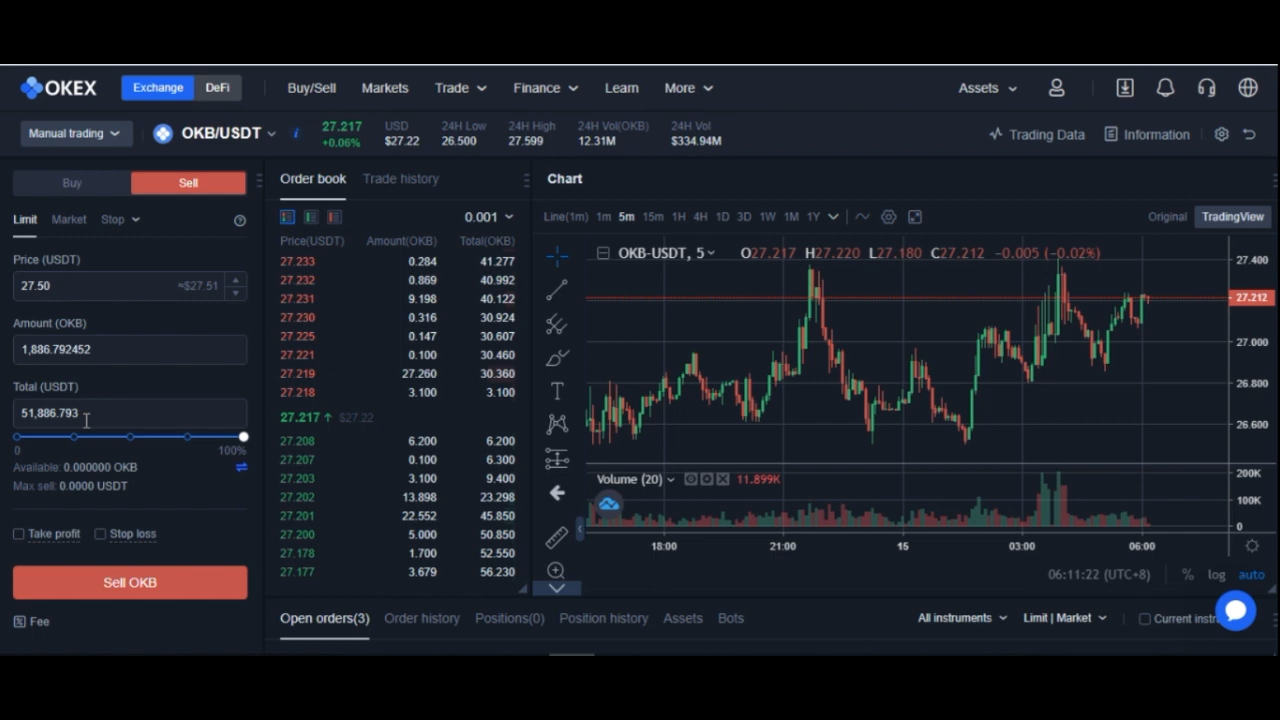 OKEX Exchange DeFi Buy/Sell Markets Trade Finance Learn More Assets
Manual trading OKB/USDT i 27.217 +0.06% USD $27.22 24H Low 26.500 24H High 27.599 24H Vol(OKB) 12.31M 24H Vol $334.94M Trading Data Information
Buy Sell
Limit Market Stop
Price (USDT)
27.50 ≈$27.51
Amount (OKB)
1,886.792452
Total (USDT)
51,886.793
0 100%
Available: 0.000000 OKB
Max sell: 0.0000 USDT
Take profit Stop loss
Sell OKB
Fee
Order book Trade history
0.001
Price(USDT) Amount(OKB) Total(OKB)
27.233 0.284 41.277
27.232 0.869 40.992
27.231 9.198 40.122
27.230 0.316 30.924
27.225 0.147 30.607
27.221 0.100 30.460
27.219 27.260 30.360
27.218 3.100 3.100
27.217 ↑ $27.22
27.208 6.200 6.200
27.207 0.100 6.300
27.203 3.100 9.400
27.202 13.898 23.298
27.201 22.552 45.850
27.200 5.000 50.850
27.178 1.700 52.550
27.177 3.679 56.230
Chart
Line(1m) 1m 5m 15m 1H 4H 1D 3D 1W 1M 1Y Original TradingView
OKB-USDT, 5 O27.217 H27.220 L27.180 C27.212 −0.005 (−0.02%)
27.400
27.212
27.000
26.800
26.600
Volume (20) 11.899K
200K
100K
0
18:00 21:00 15 03:00 06:00
06:11:22 (UTC+8) % log auto
Open orders(3) Order history Positions(0) Position history Assets Bots All instruments Limit | Market Current instr